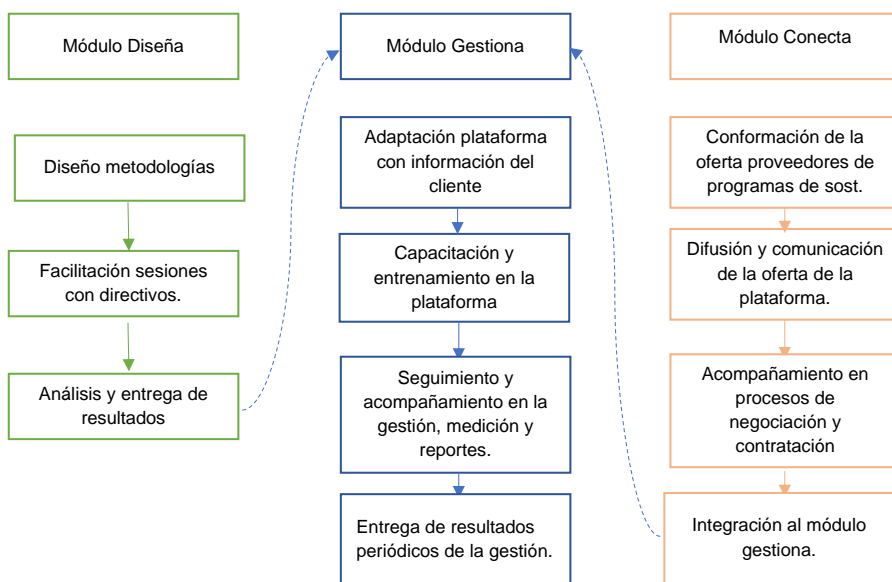 Módulo Diseña
Módulo Gestiona
Módulo Conecta
Diseño metodologías
Facilitación sesiones
con directivos.
Análisis y entrega de
resultados
Adaptación plataforma
con información del
cliente
Capacitación y
entrenamiento en la
plataforma
Seguimiento y
acompañamiento en la
gestión, medición y
reportes.
Entrega de resultados
periódicos de la gestión.
Conformación de la
oferta proveedores de
programas de sost.
Difusión y comunicación
de la oferta de la
plataforma.
Acompañamiento en
procesos de
negociación y
contratación
Integración al módulo
gestiona.